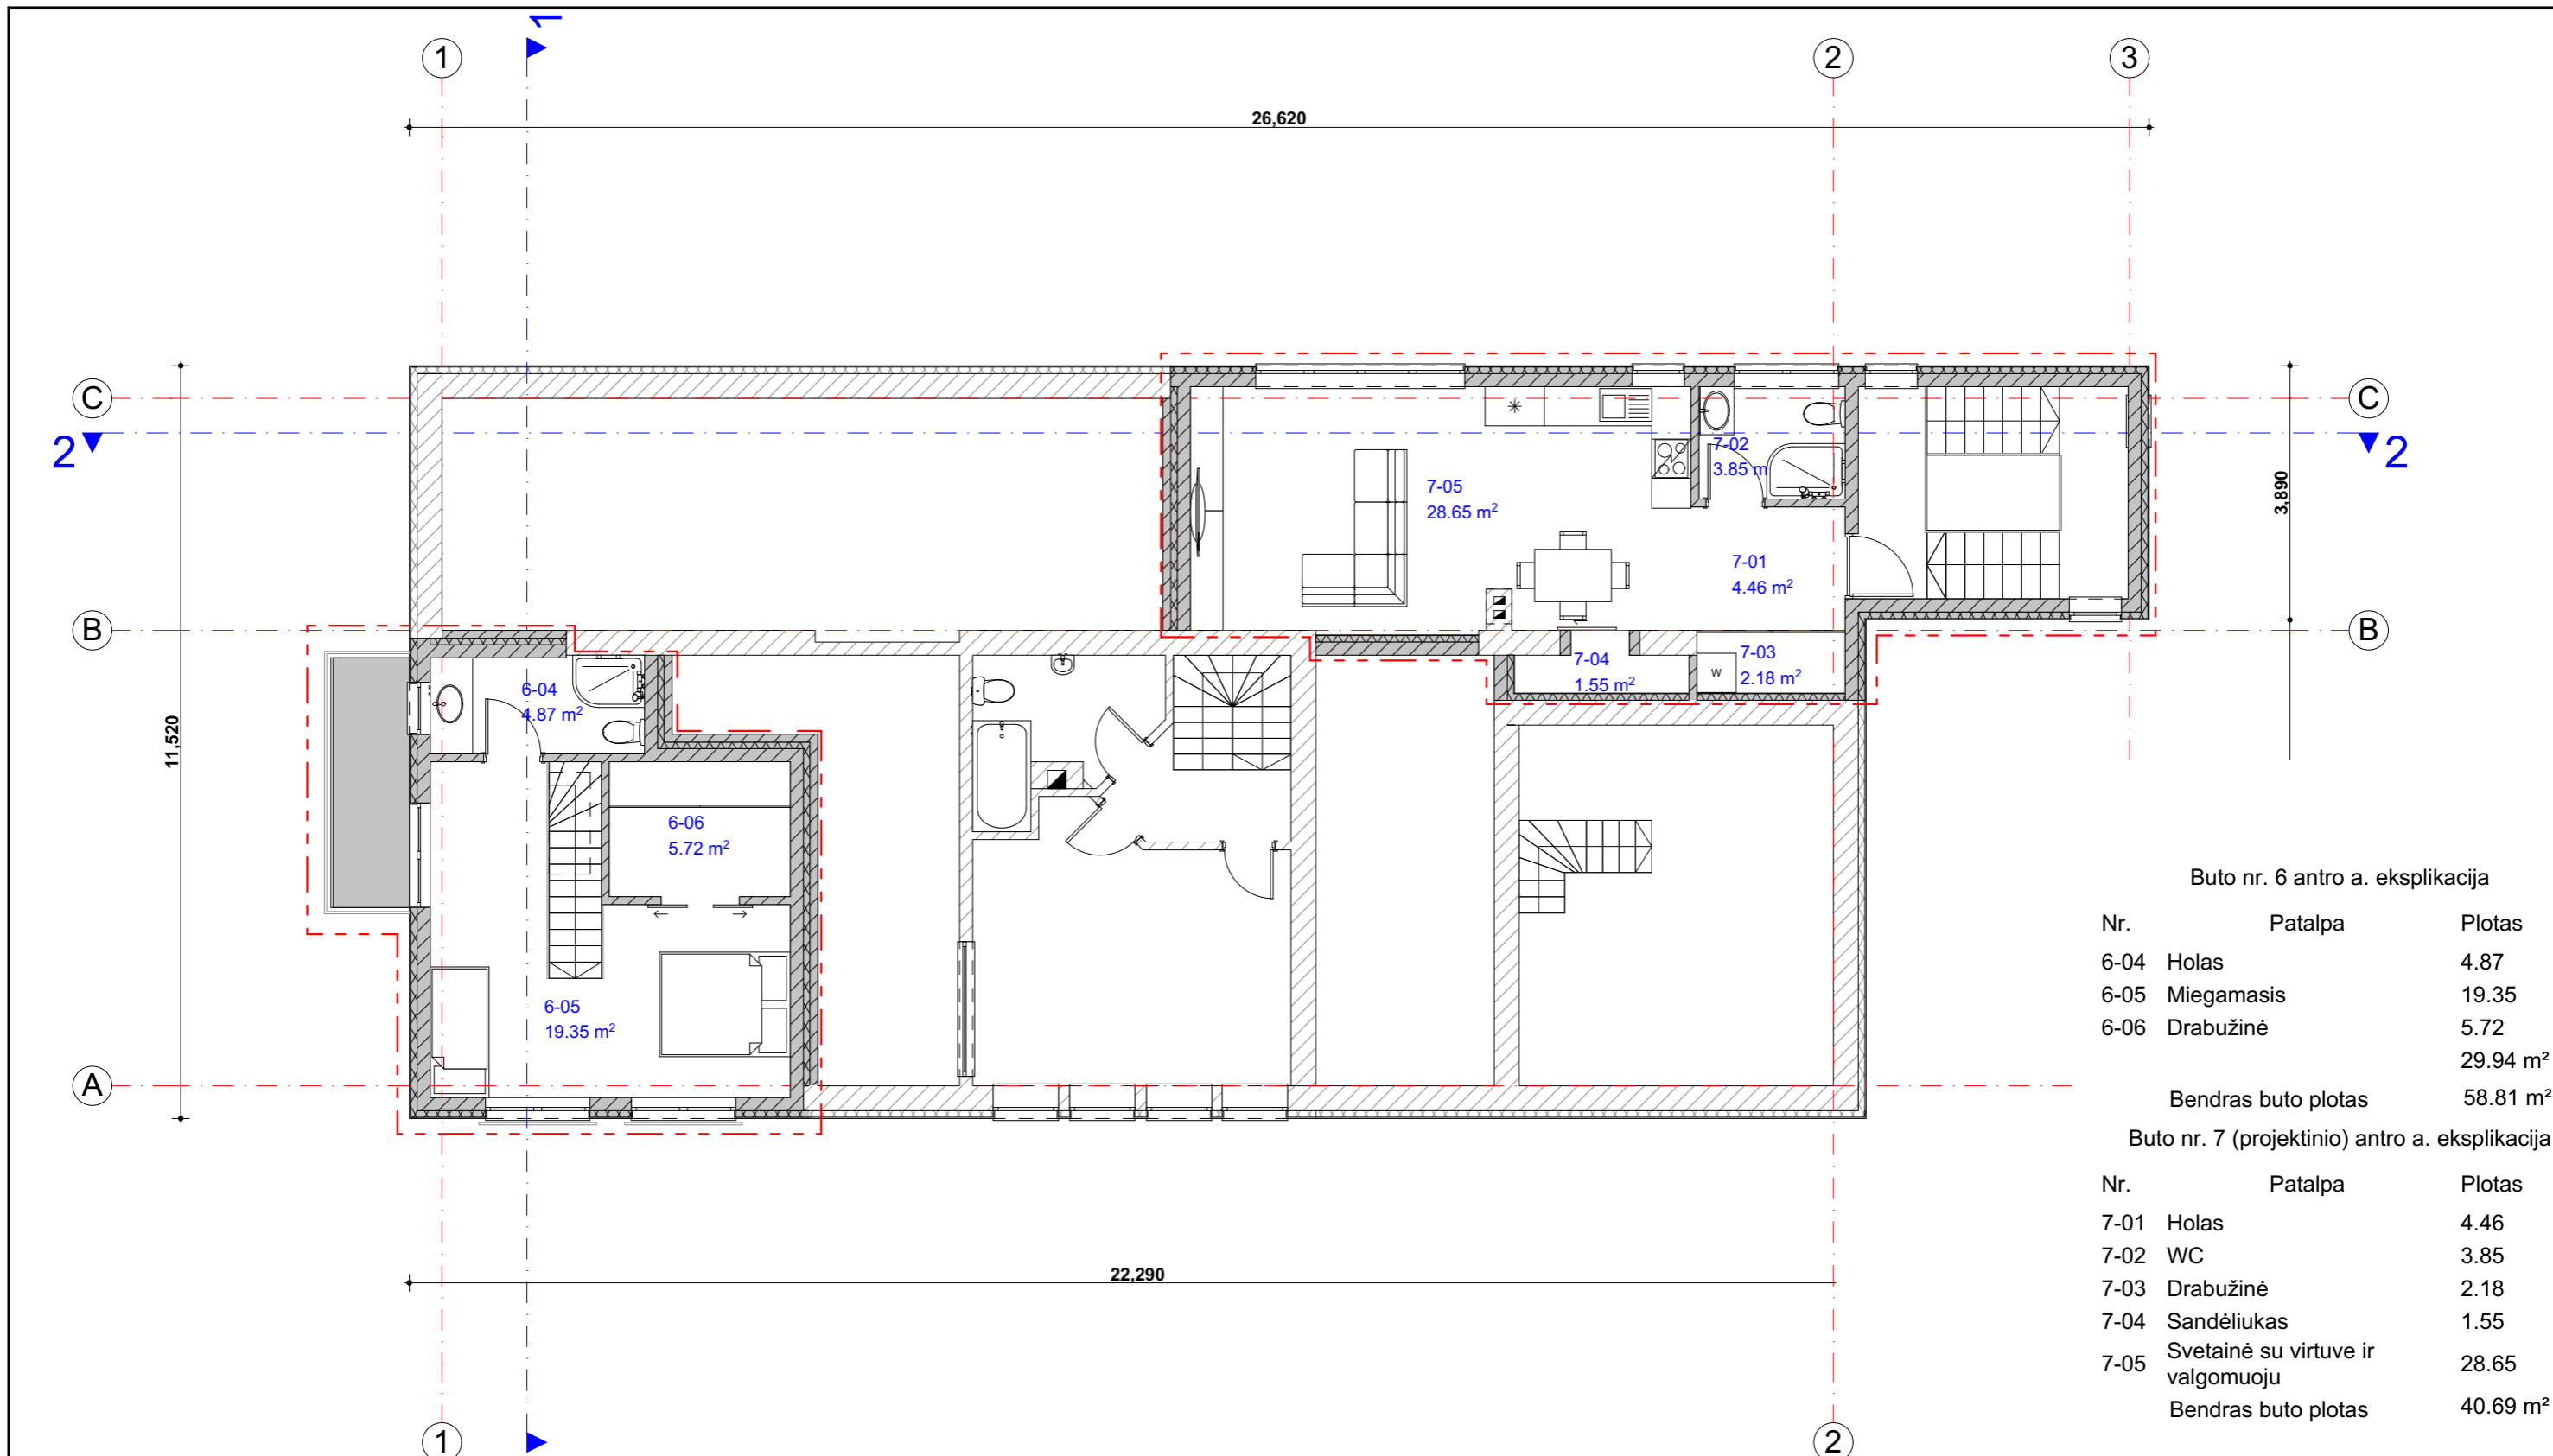 1
1
2
3
26,620
C
C
2
2
7-02
3.85 m
7-05
28.65 m²
3,890
7-01
4.46 m²
B
B
7-04
1.55 m²
7-03
2.18 m²
W
6-04
4.87 m²
11,520
6-06
5.72 m²
6-05
19.35 m²
A
22,290
1
2
Buto nr. 6 antro a. eksplikacija
Nr. Patalpa Plotas
6-04 Holas 4.87
6-05 Miegamasis 19.35
6-06 Drabužinė 5.72
29.94 m²
Bendras buto plotas 58.81 m²
Buto nr. 7 (projektinio) antro a. eksplikacija
Nr. Patalpa Plotas
7-01 Holas 4.46
7-02 WC 3.85
7-03 Drabužinė 2.18
7-04 Sandėliukas 1.55
7-05 Svetainė su virtuve ir
valgomuoju 28.65
Bendras buto plotas 40.69 m²